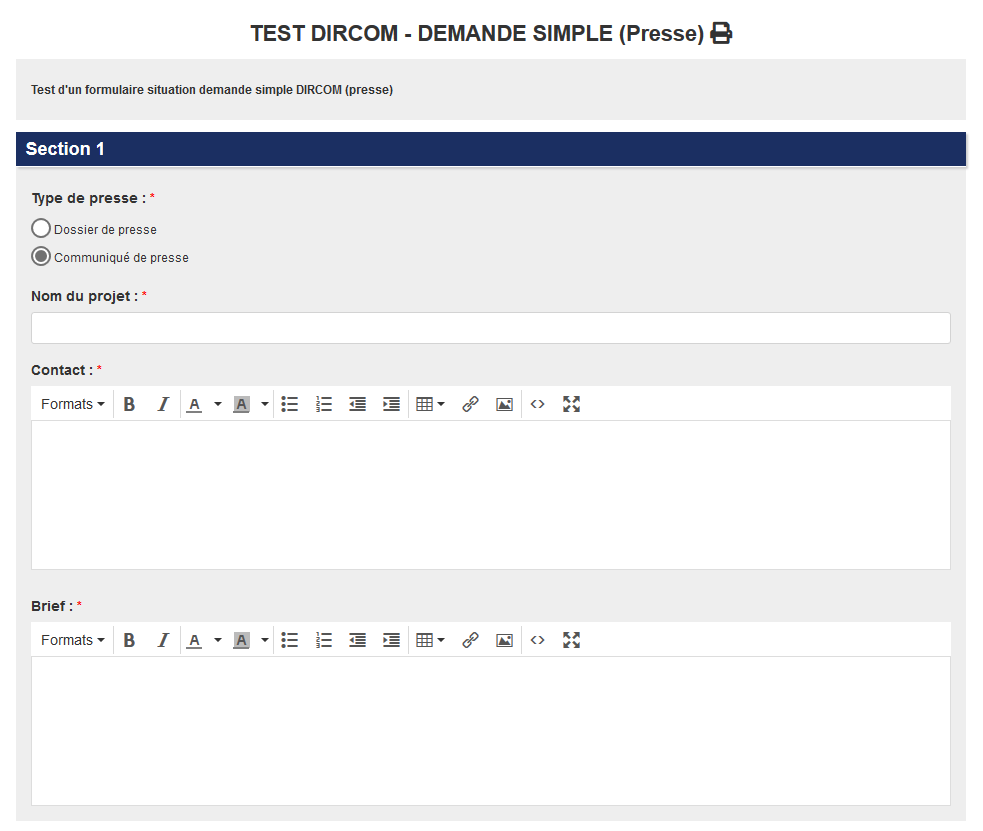 TEST DIRCOM - DEMANDE SIMPLE (Presse)
Test d'un formulaire situation demande simple DIRCOM (presse)
Section 1
Type de presse : *
Dossier de presse
Communiqué de presse
Nom du projet : *
Contact : *
Formats B I A A
Brief : *
Formats B I A A